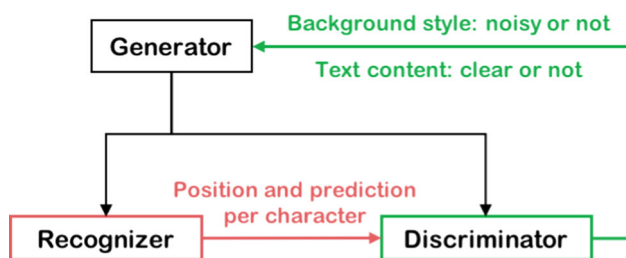 Generator
Background style: noisy or not
Text content: clear or not
Position and prediction
per character
Recognizer
Discriminator